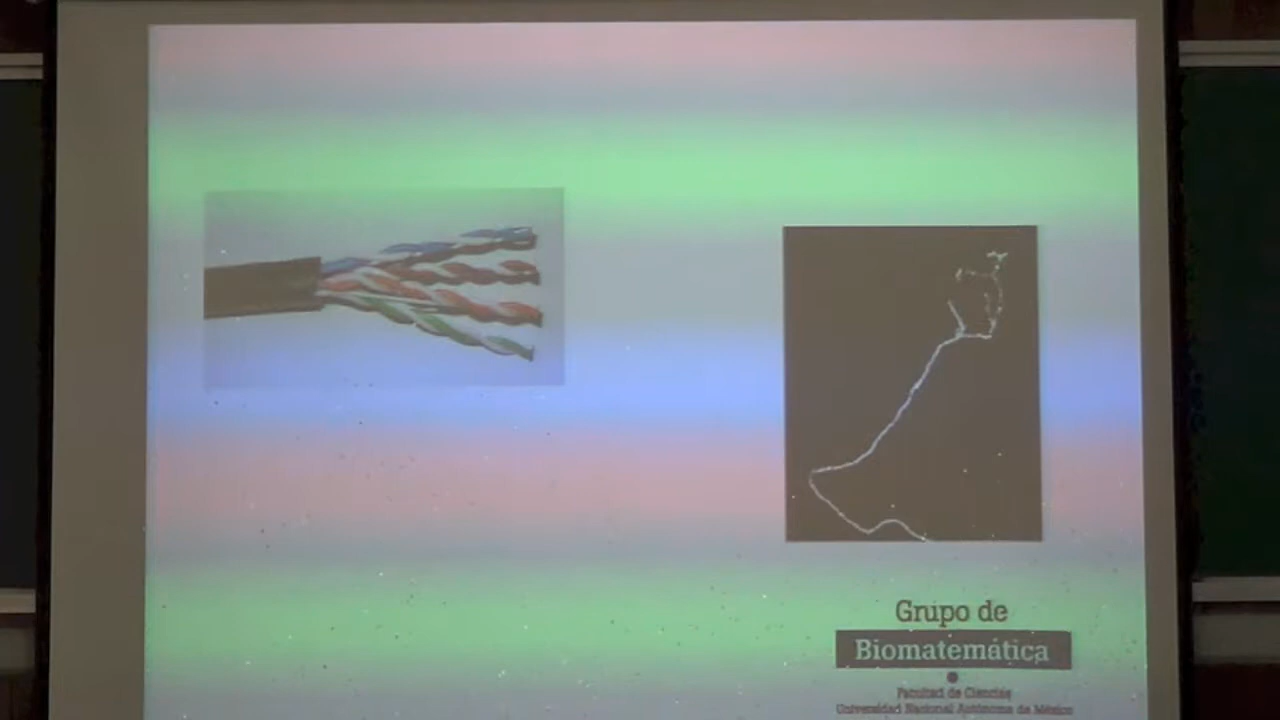 Grupo de
Biomatemática
Facultad de Ciencias
Universidad Nacional Autónoma de México